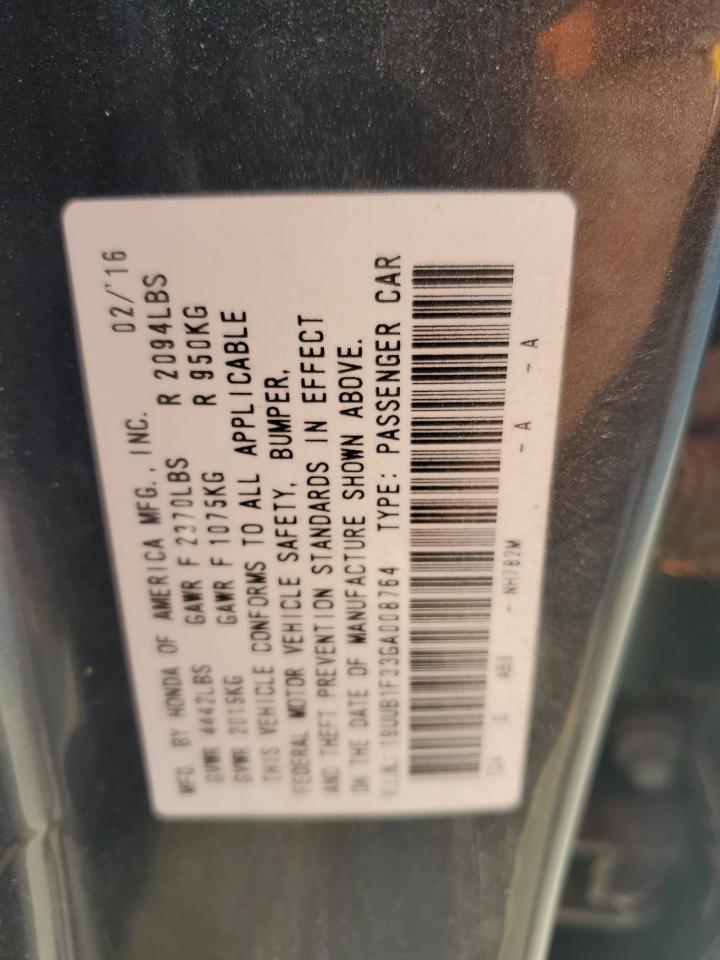 MFD. BY HONDA OF AMERICA MFG., INC. 02/'16
GVWR 4442LBS GAWR F 2370LBS R 2094LBS
GVWR 2015KG GAWR F 1075KG R 950KG
THIS VEHICLE CONFORMS TO ALL APPLICABLE
FEDERAL MOTOR VEHICLE SAFETY, BUMPER,
AND THEFT PREVENTION STANDARDS IN EFFECT
ON THE DATE OF MANUFACTURE SHOWN ABOVE.
V.I.N.: 19UUB1F33GA008764 TYPE: PASSENGER CAR
- NH782M - A - A